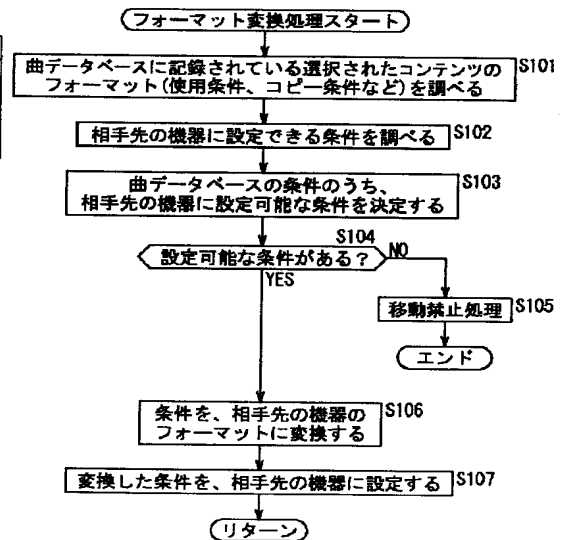 フォーマット変換処理スタート
曲データベースに記録されている選択されたコンテンツの
フォーマット(使用条件、コピー条件など)を調べる
S101
相手先の機器に設定できる条件を調べる
S102
曲データベースの条件のうち、
相手先の機器に設定可能な条件を決定する
S103
S104
設定可能な条件がある?
NO
YES
移動禁止処理
S105
エンド
条件を、相手先の機器の
フォーマットに変換する
S106
変換した条件を、相手先の機器に設定する
S107
リターン